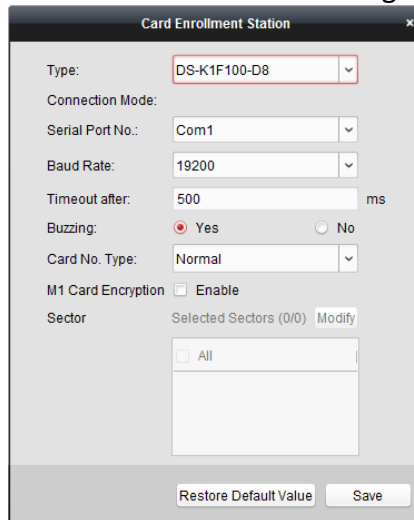 Card Enrollment Station ×
Type: DS-K1F100-D8
Connection Mode:
Serial Port No.: Com1
Baud Rate: 19200
Timeout after: 500 ms
Buzzing: Yes No
Card No. Type: Normal
M1 Card Encryption Enable
Sector Selected Sectors (0/0) Modify
All
Restore Default Value Save